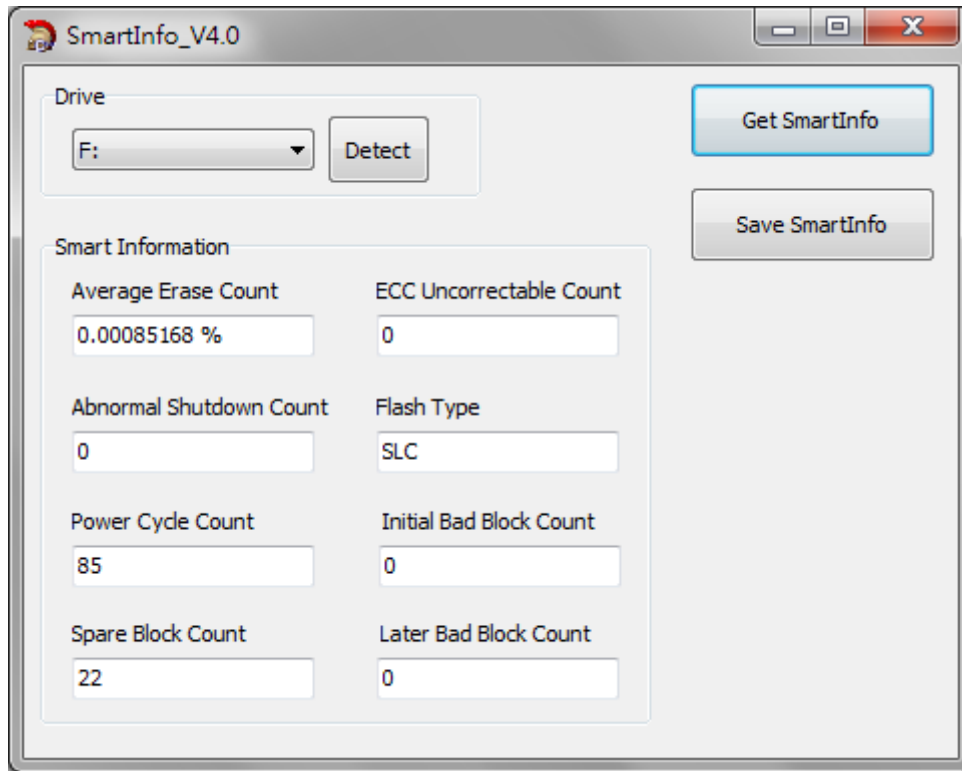 SmartInfo_V4.0
Drive
F:
Detect
Get SmartInfo
Save SmartInfo
Smart Information
Average Erase Count
ECC Uncorrectable Count
0.00085168 %
0
Abnormal Shutdown Count
Flash Type
0
SLC
Power Cycle Count
Initial Bad Block Count
85
0
Spare Block Count
Later Bad Block Count
22
0